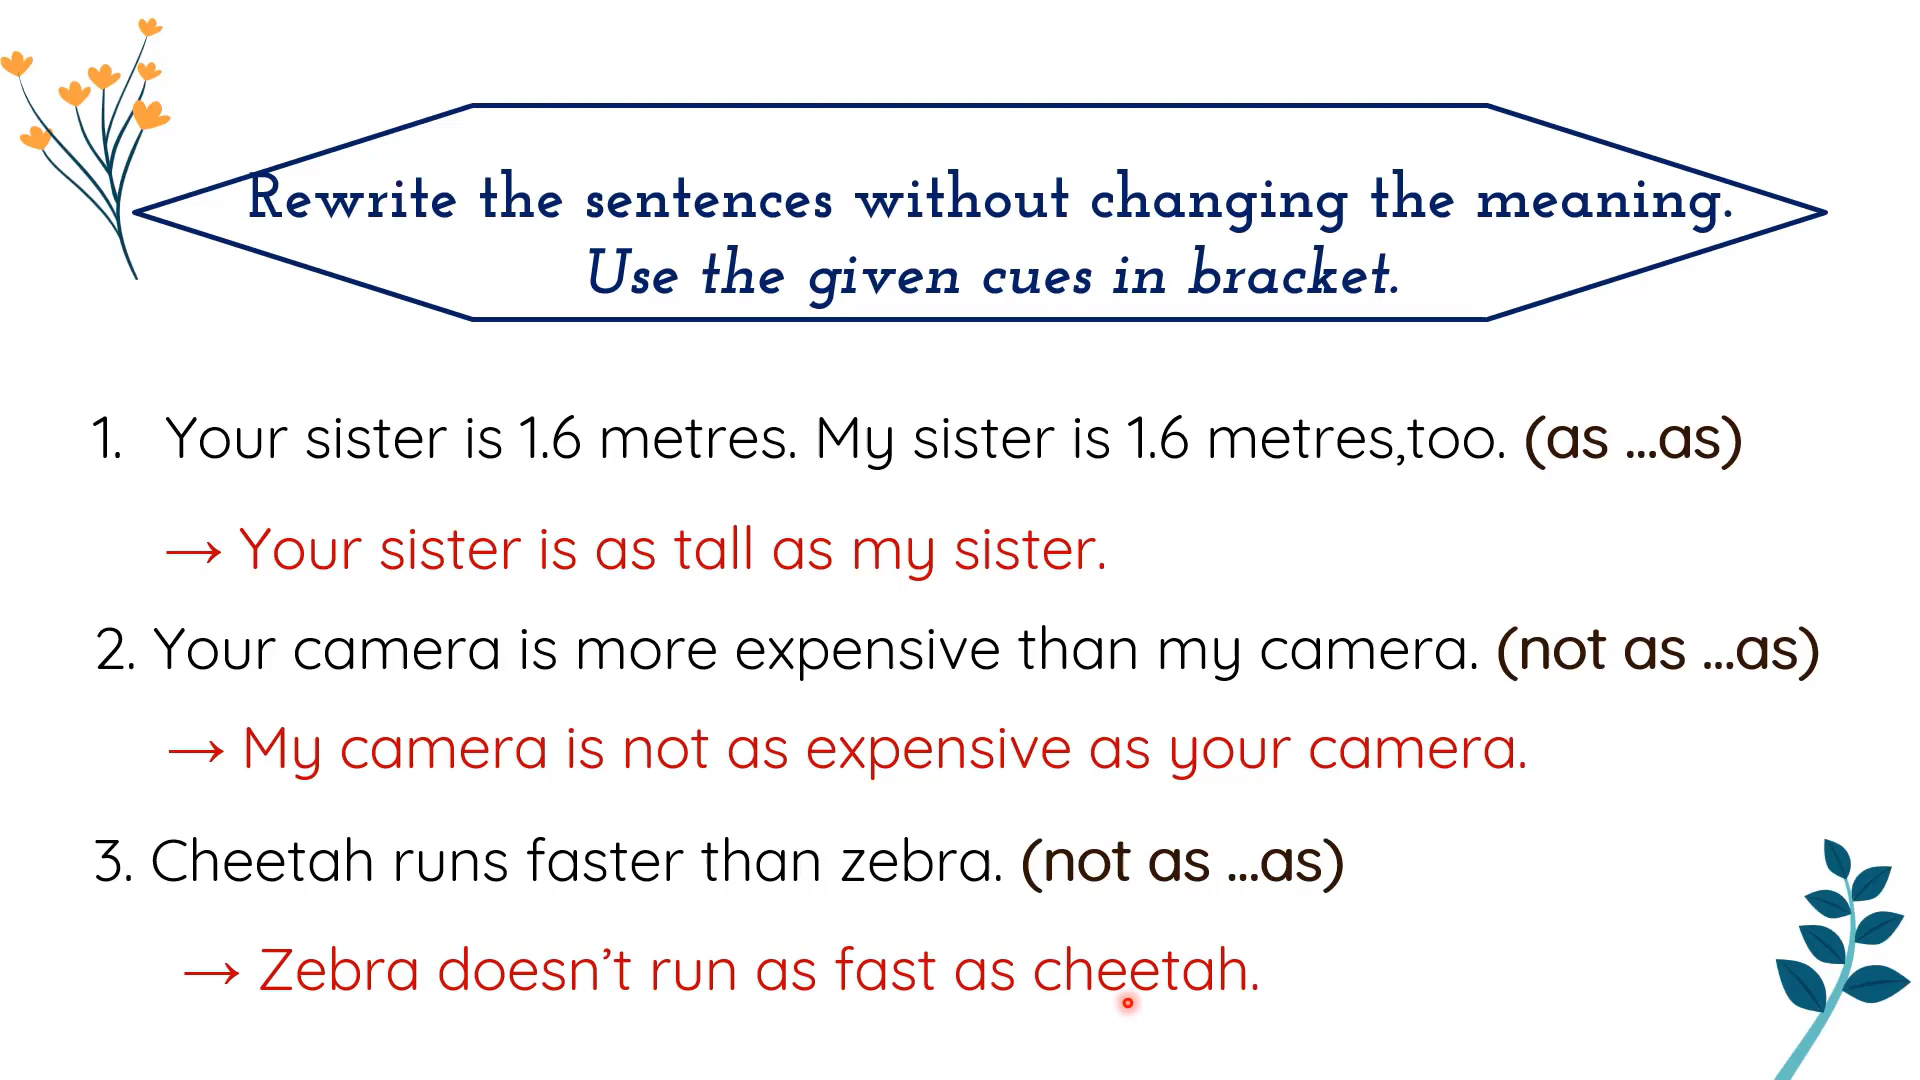 Rewrite the sentences without changing the meaning.
Use the given cues in bracket.
1. Your sister is 1.6 metres. My sister is 1.6 metres,too. (as ...as)
→ Your sister is as tall as my sister.
2. Your camera is more expensive than my camera. (not as ...as)
→ My camera is not as expensive as your camera.
3. Cheetah runs faster than zebra. (not as ...as)
→ Zebra doesn’t run as fast as cheetah.